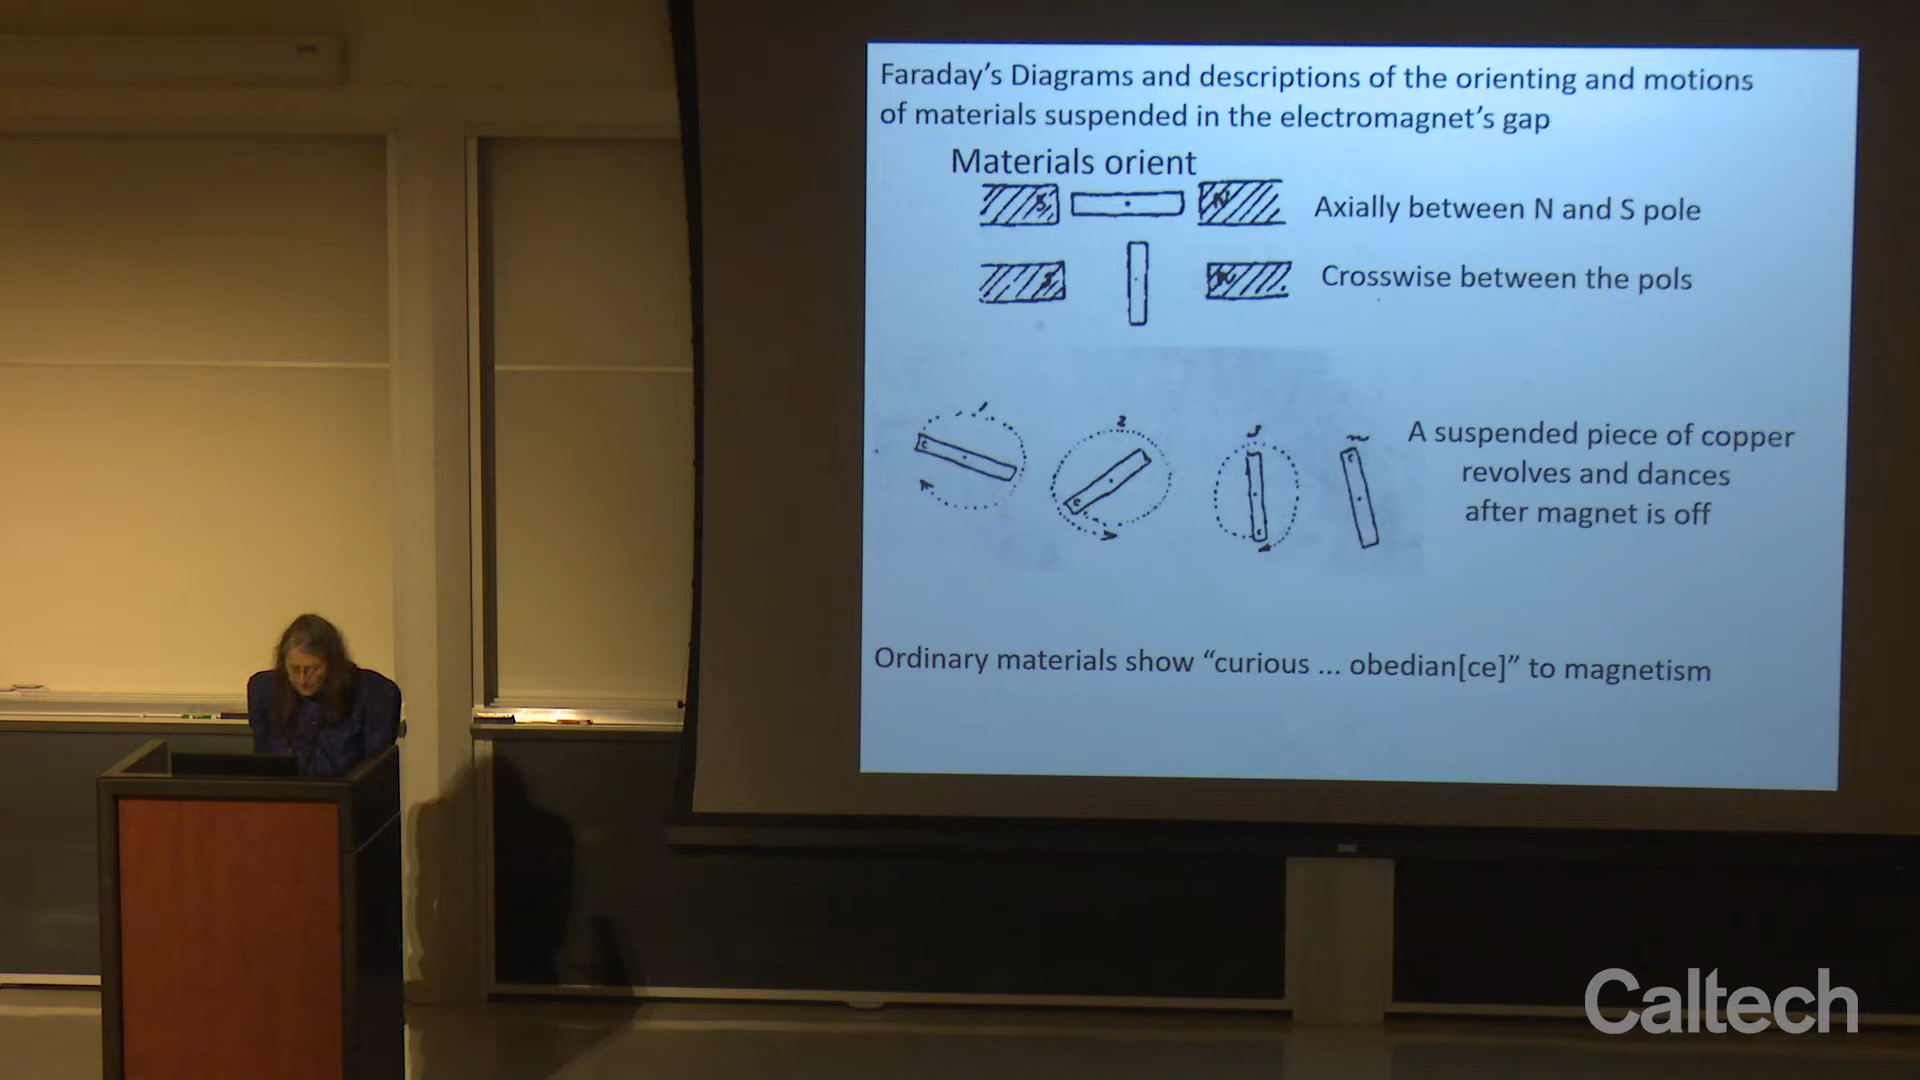 Faraday's Diagrams and descriptions of the orienting and motions
of materials suspended in the electromagnet's gap
Materials orient
S N Axially between N and S pole
Crosswise between the pols
1 2 3
c c c c
A suspended piece of copper
revolves and dances
after magnet is off
Ordinary materials show “curious ... obedian[ce]” to magnetism
Caltech